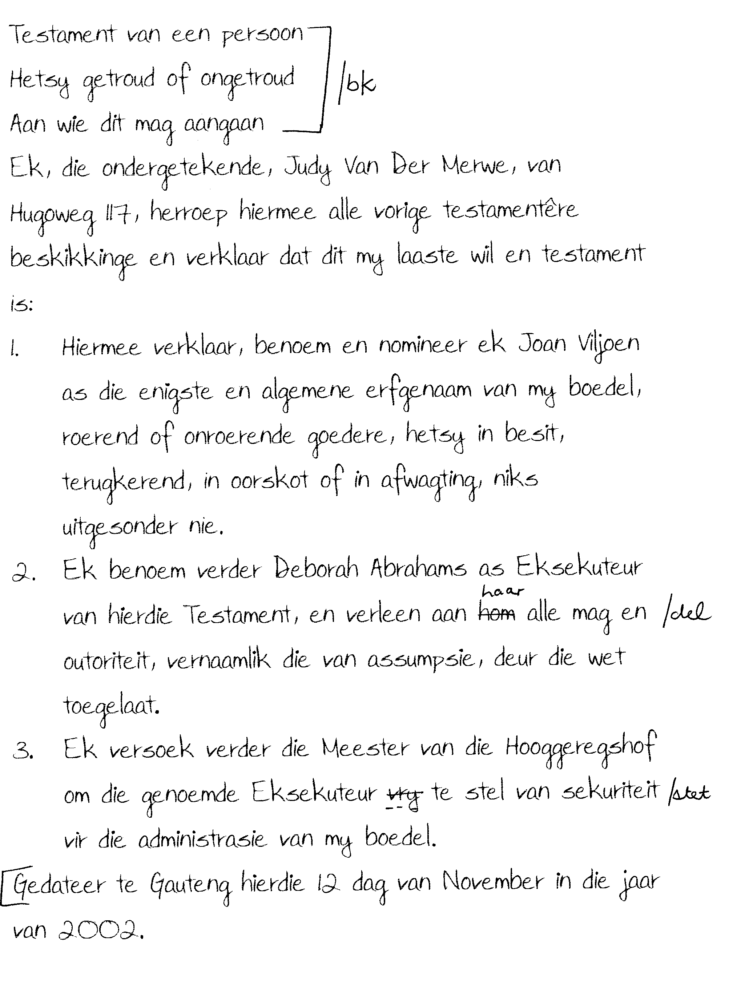 Testament van een persoon
Hetsy getroud of ongetroud /bk
Aan wie dit mag aangaan
Ek, die ondergetekende, Judy Van Der Merwe, van
Hugoweg 117, herroep hiermee alle vorige testamentêre
beskikkinge en verklaar dat dit my laaste wil en testament
is:
1. Hiermee verklaar, benoem en nomineer ek Joan Viljoen
as die enigste en algemene erfgenaam van my boedel,
roerend of onroerende goedere, hetsy in besit,
terugkerend, in oorskot of in afwagting, niks
uitgesonder nie.
2. Ek benoem verder Deborah Abrahams as Eksekuteur
haar
van hierdie Testament, en verleen aan hom alle mag en /del
outoriteit, vernaamlik die van assumpsie, deur die wet
toegelaat.
3. Ek versoek verder die Meester van die Hooggeregshof
om die genoemde Eksekuteur vry te stel van sekuriteit /stet
vir die administrasie van my boedel.
[Gedateer te Gauteng hierdie 12 dag van November in die jaar
van 2002.